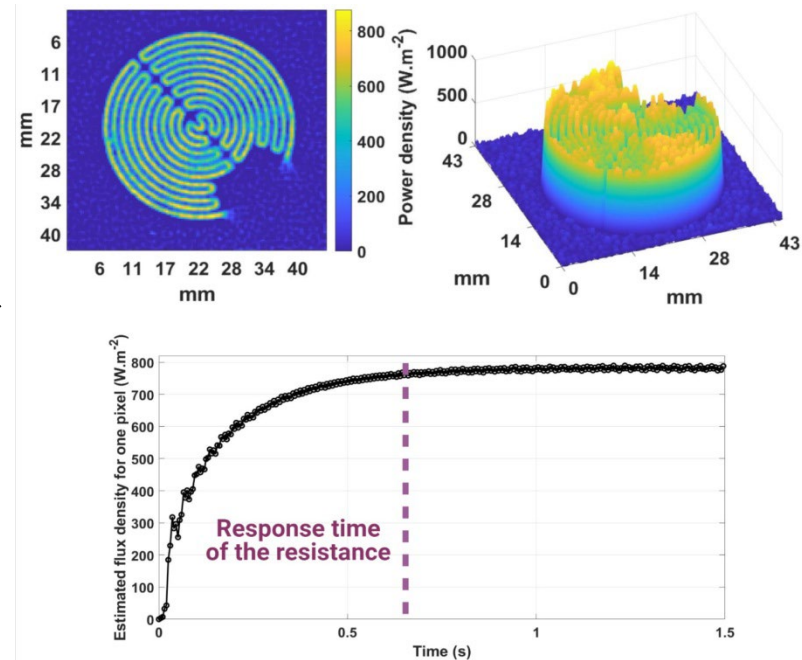 6
11
17
22
28
34
40
mm
6 11 17 22 28 34 40
mm
800
600
400
200
0
Power density (W.m-2)
1000
500
0
43
28
14
0
mm
0
14
28
43
mm
800
700
600
500
400
300
200
100
0
Estimated flux density for one pixel (W.m-2)
Response time
of the resistance
0 0.5 1 1.5
Time (s)